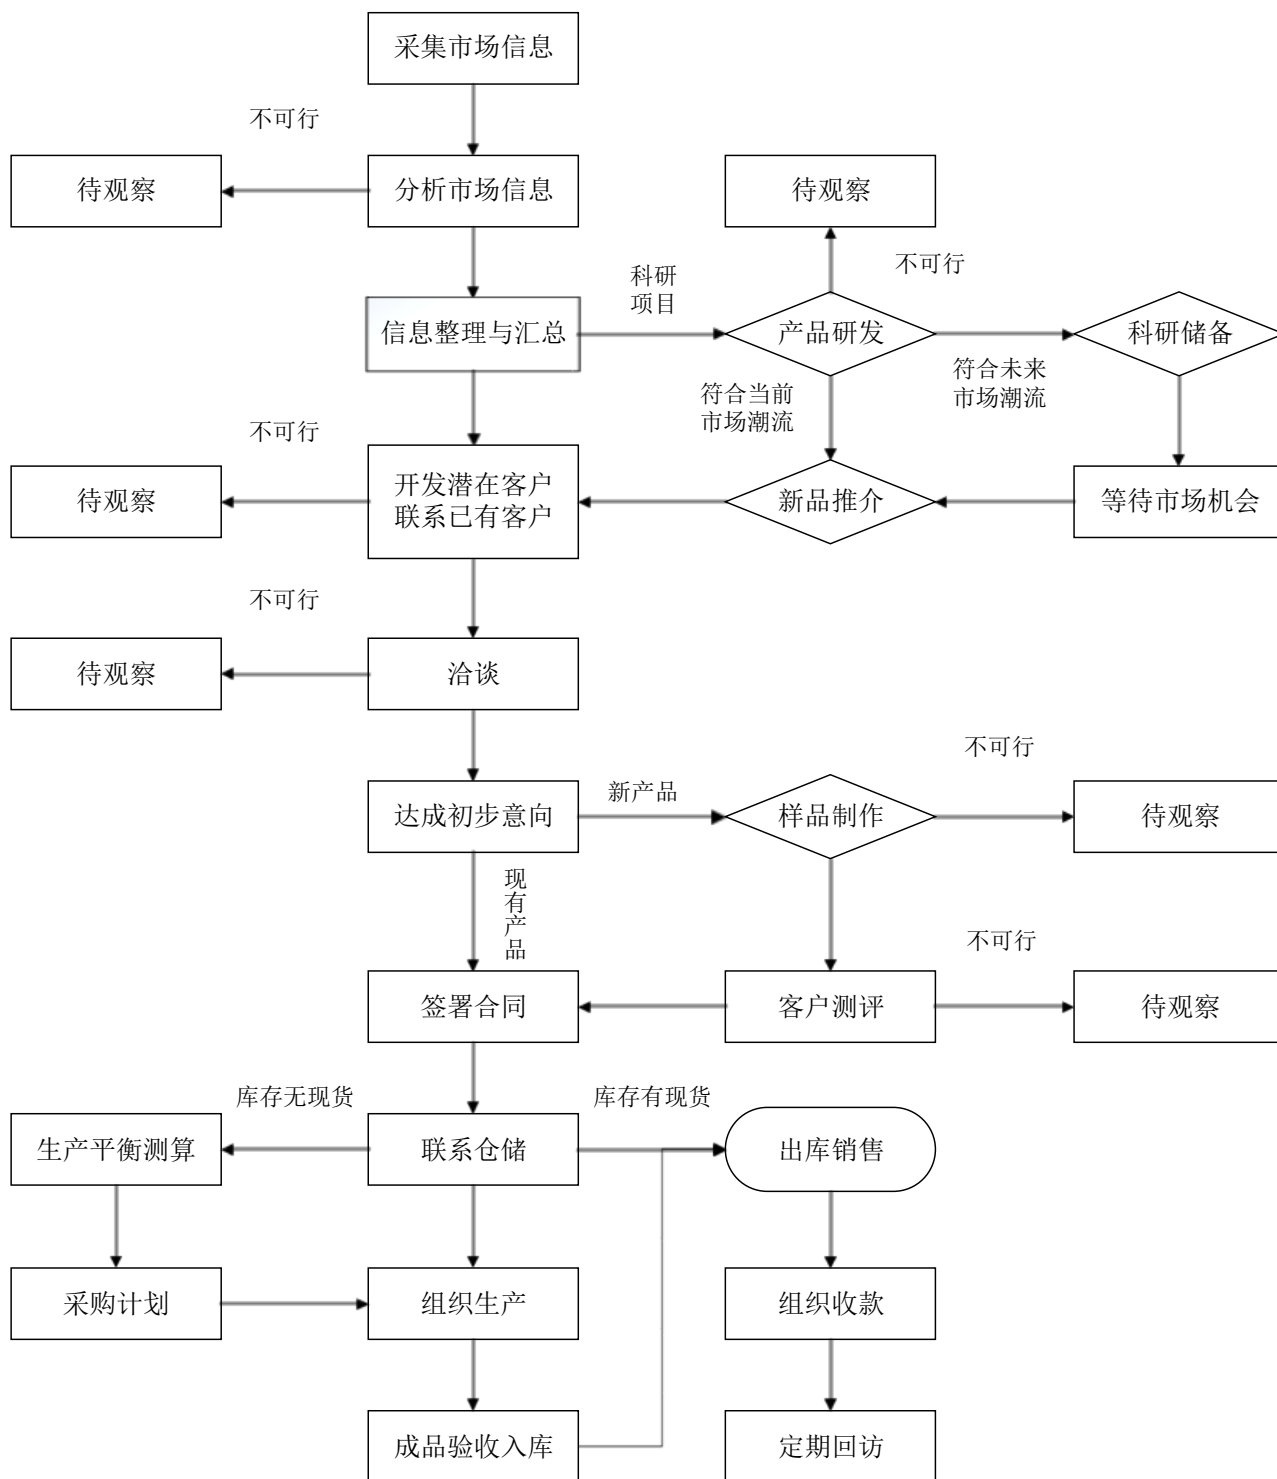 采集市场信息
不可行
待观察
分析市场信息
待观察
不可行
科研
项目
信息整理与汇总
产品研发
科研储备
符合当前
市场潮流
符合未来
市场潮流
不可行
待观察
开发潜在客户
联系已有客户
新品推介
等待市场机会
不可行
待观察
洽谈
不可行
新产品
达成初步意向
样品制作
待观察
现
有
产
品
不可行
签署合同
客户测评
待观察
库存无现货
库存有现货
生产平衡测算
联系仓储
出库销售
采购计划
组织生产
组织收款
成品验收入库
定期回访